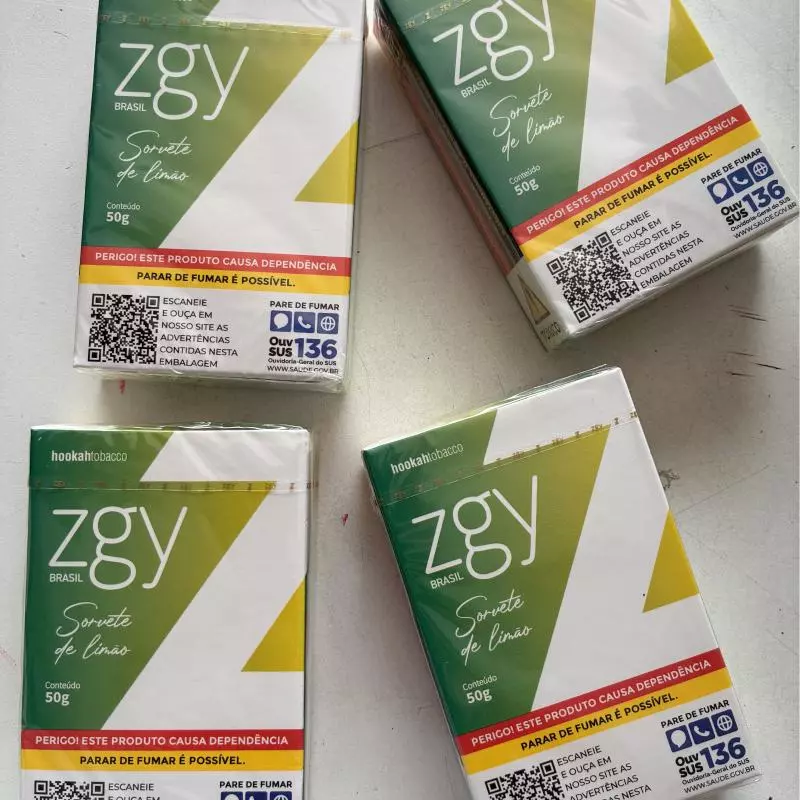 zgy
BRASIL
Sorvete
de limão
Conteúdo
50g
PERIGO! ESTE PRODUTO CAUSA DEPENDÊNCIA
PARAR DE FUMAR É POSSÍVEL.
ESCANEIE
E OUÇA EM
NOSSO SITE AS
ADVERTÊNCIAS
CONTIDAS NESTA
EMBALAGEM
PARE DE FUMAR
Ouv
SUS 136
Ouvidoria-Geral do SUS
WWW.SAUDE.GOV.BR
zgy
BRASIL
Sorvete
de limão
Conteúdo
50g
PERIGO! ESTE PRODUTO CAUSA DEPENDÊNCIA
PARAR DE FUMAR É POSSÍVEL.
ESCANEIE
E OUÇA EM
NOSSO SITE AS
ADVERTÊNCIAS
CONTIDAS NESTA
EMBALAGEM
PARE DE FUMAR
Ouv
SUS 136
Ouvidoria-Geral do SUS
WWW.SAUDE.GOV.BR
hookahtobacco
zgy
BRASIL
Sorvete
de limão
Conteúdo
50g
PERIGO! ESTE PRODUTO CAUSA DEPENDÊNCIA
PARAR DE FUMAR É POSSÍVEL.
ESCANEIE
E OUÇA EM
PARE DE FUMAR
hookahtobacco
zgy
BRASIL
Sorvete
de limão
Conteúdo
50g
PERIGO! ESTE PRODUTO CAUSA DEPENDÊNCIA
PARAR DE FUMAR É POSSÍVEL.
ESCANEIE
E OUÇA EM
NOSSO SITE AS
ADVERTÊNCIAS
PARE DE FUMAR
Ouv
SUS 136
Ouvidoria-Geral do SUS
WWW.SAUDE.GOV.BR